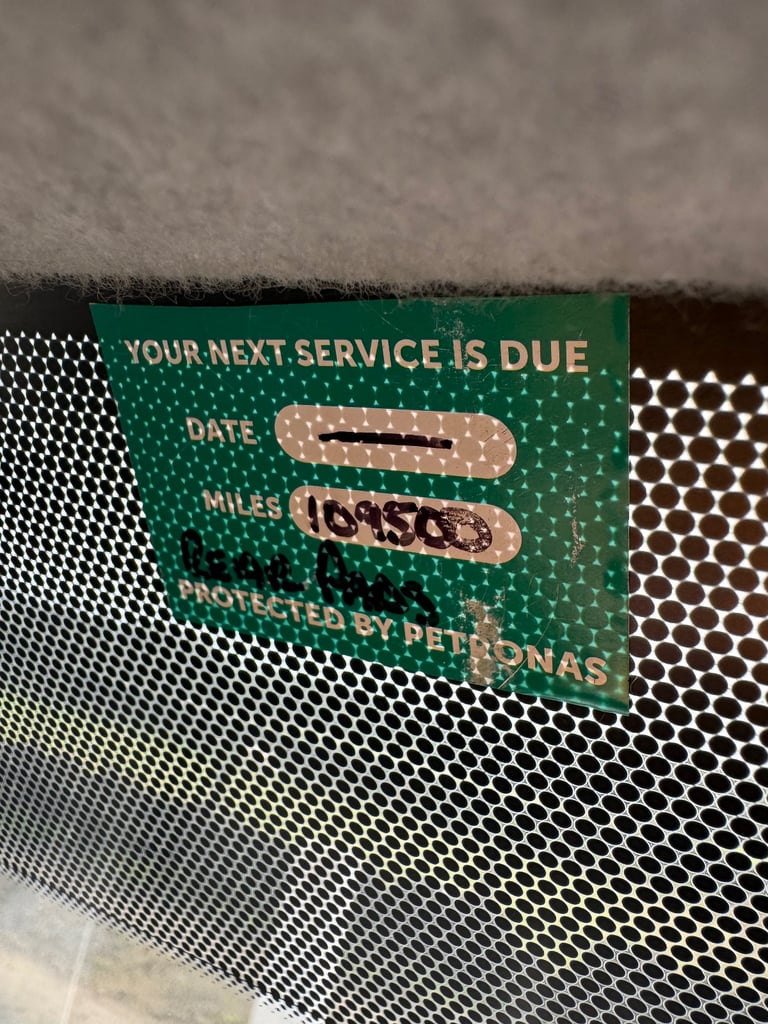 YOUR NEXT SERVICE IS DUE
DATE —
MILES 109500
REAR PADS
PROTECTED BY PETRONAS